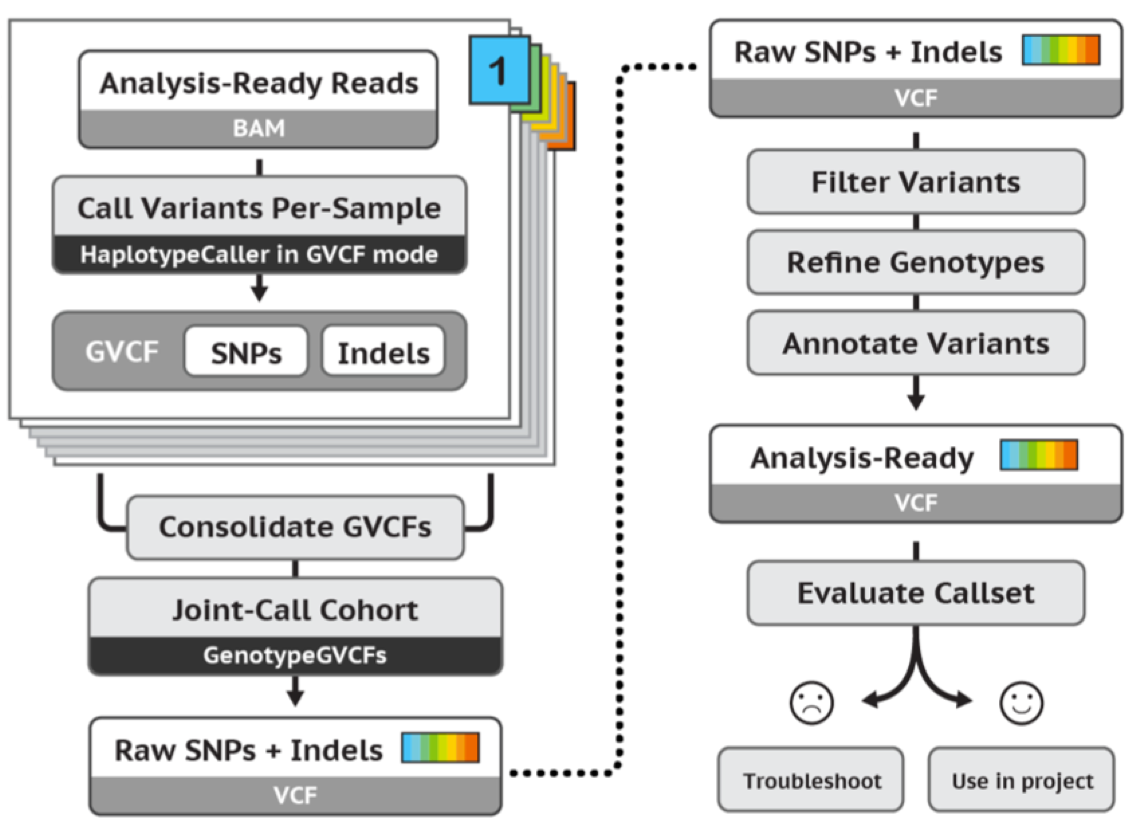 1
Analysis-Ready Reads
BAM
Call Variants Per-Sample
HaplotypeCaller in GVCF mode
GVCF SNPs Indels
Consolidate GVCFs
Joint-Call Cohort
GenotypeGVCFs
Raw SNPs + Indels
VCF
Raw SNPs + Indels
VCF
Filter Variants
Refine Genotypes
Annotate Variants
Analysis-Ready
VCF
Evaluate Callset
Troubleshoot
Use in project